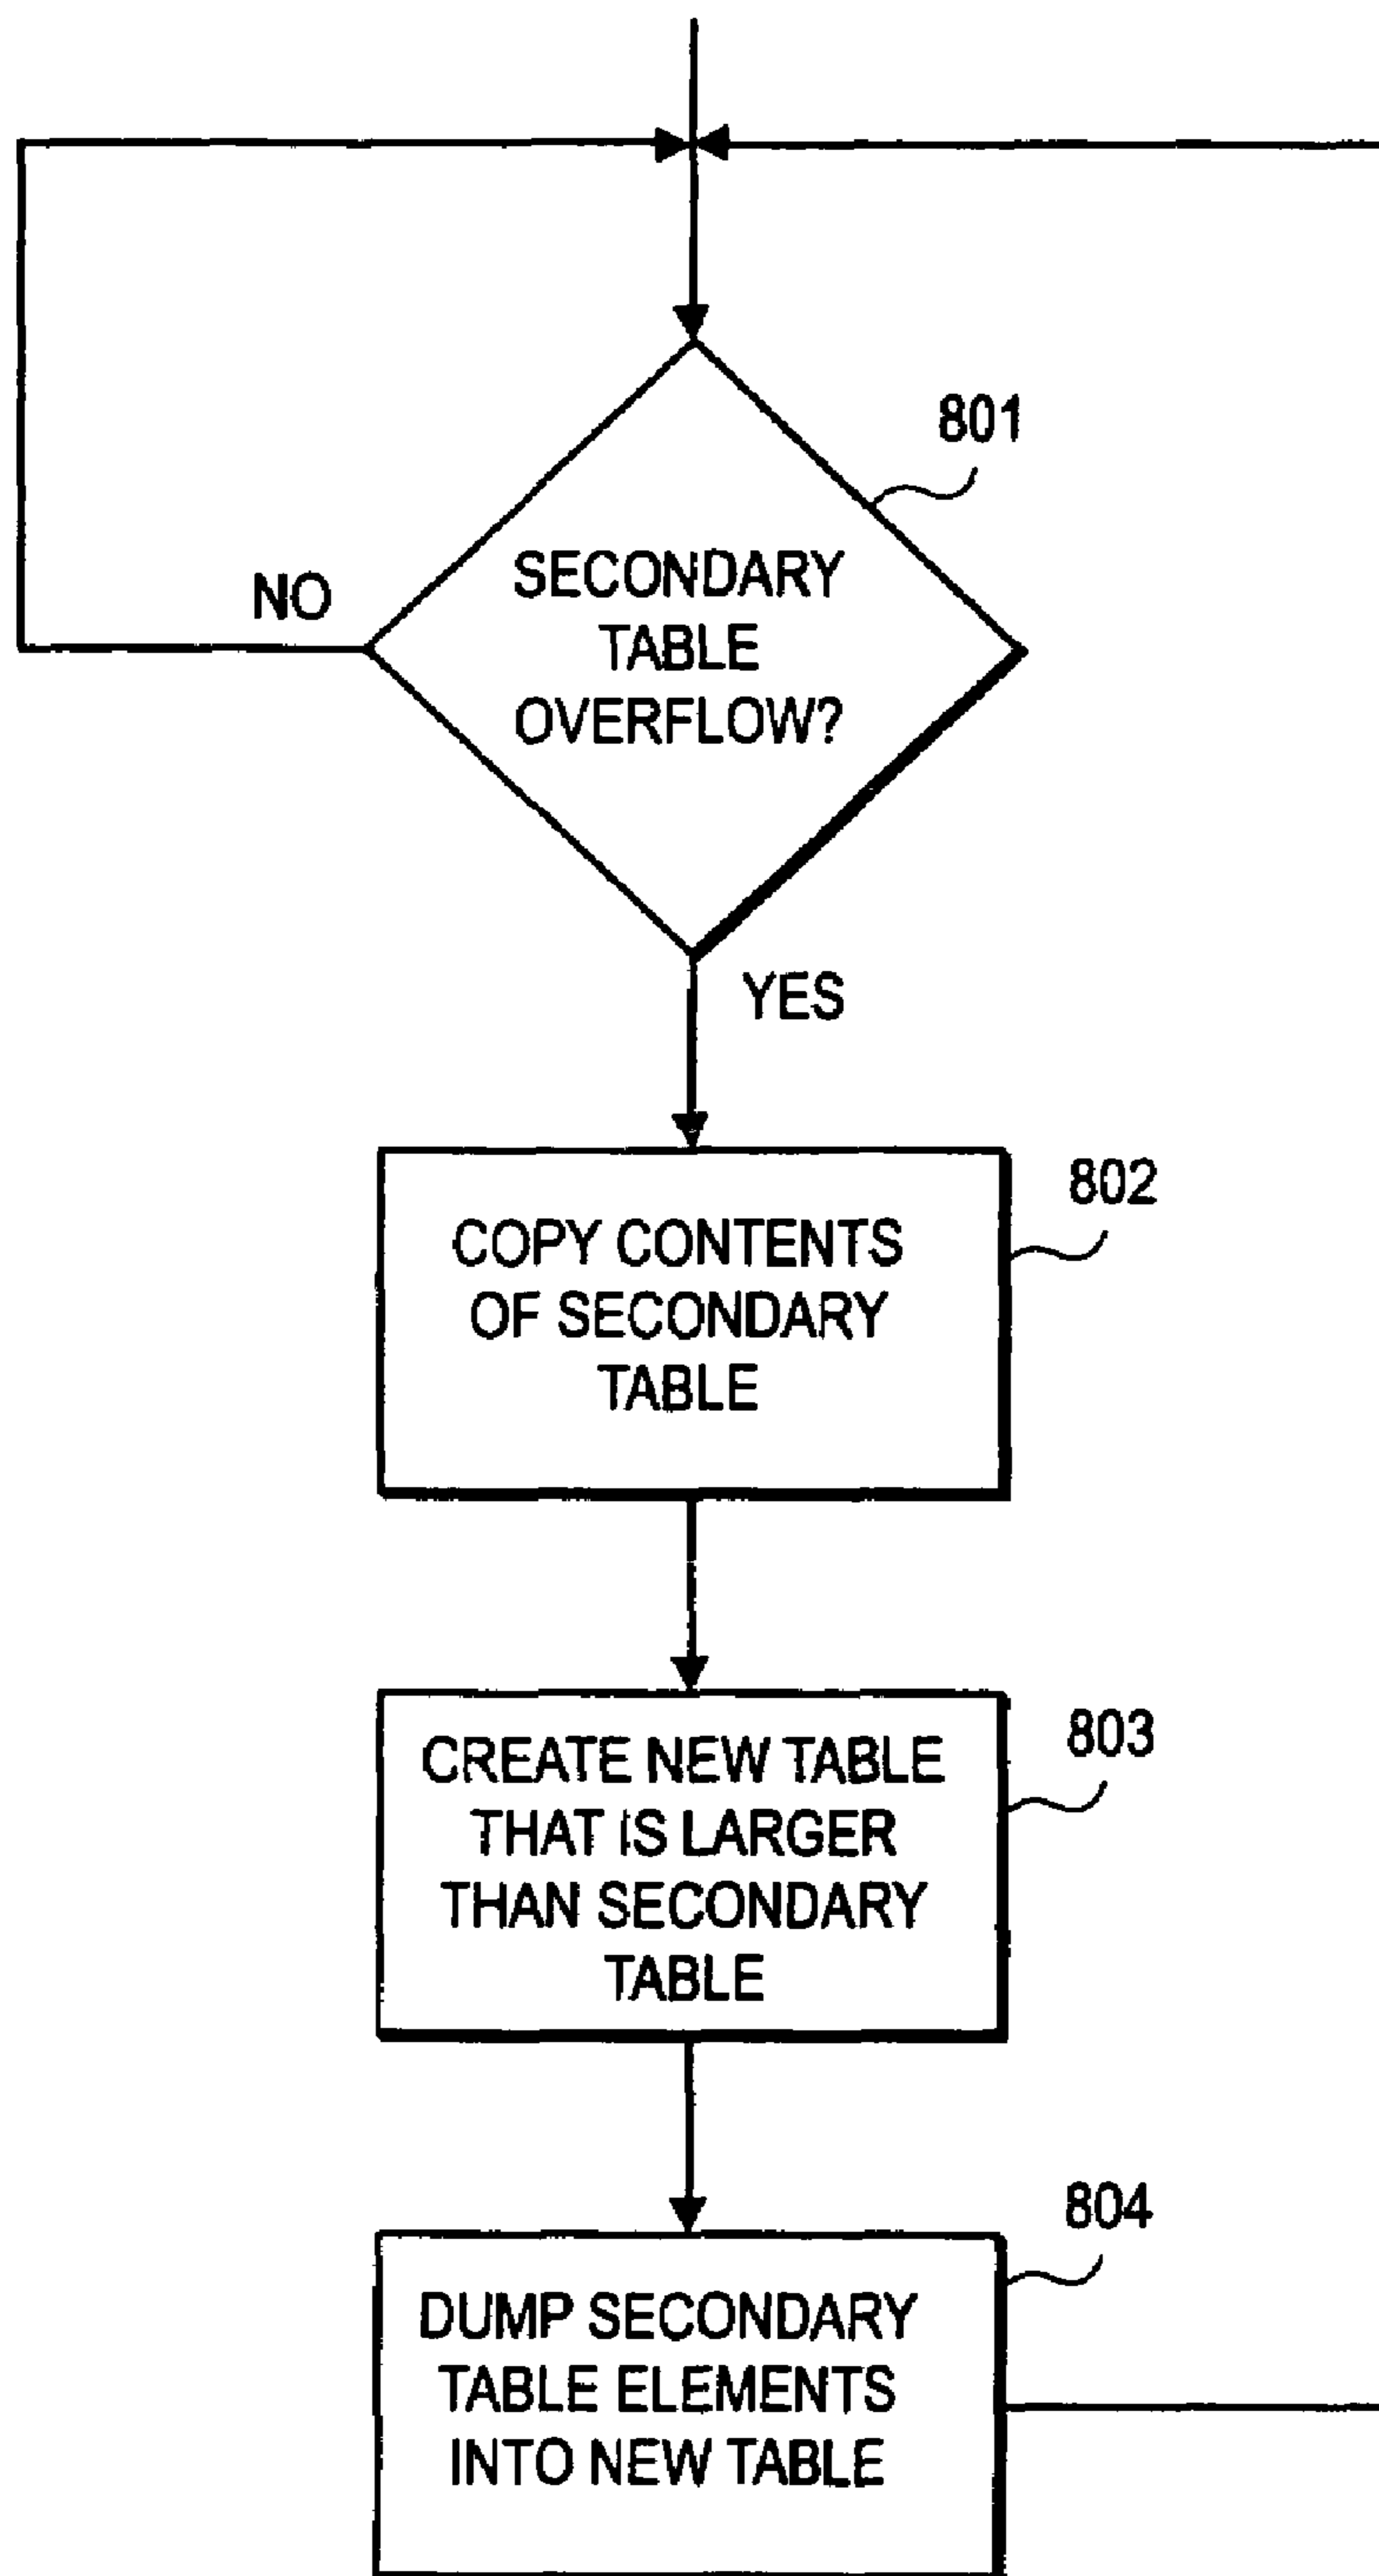 801
SECONDARY
TABLE
OVERFLOW?
NO
YES
802
COPY CONTENTS
OF SECONDARY
TABLE
803
CREATE NEW TABLE
THAT IS LARGER
THAN SECONDARY
TABLE
804
DUMP SECONDARY
TABLE ELEMENTS
INTO NEW TABLE